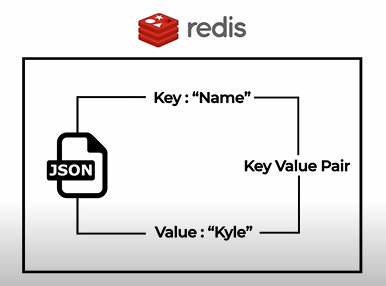 redis
Key : “Name”
JSON
Key Value Pair
Value : “Kyle”